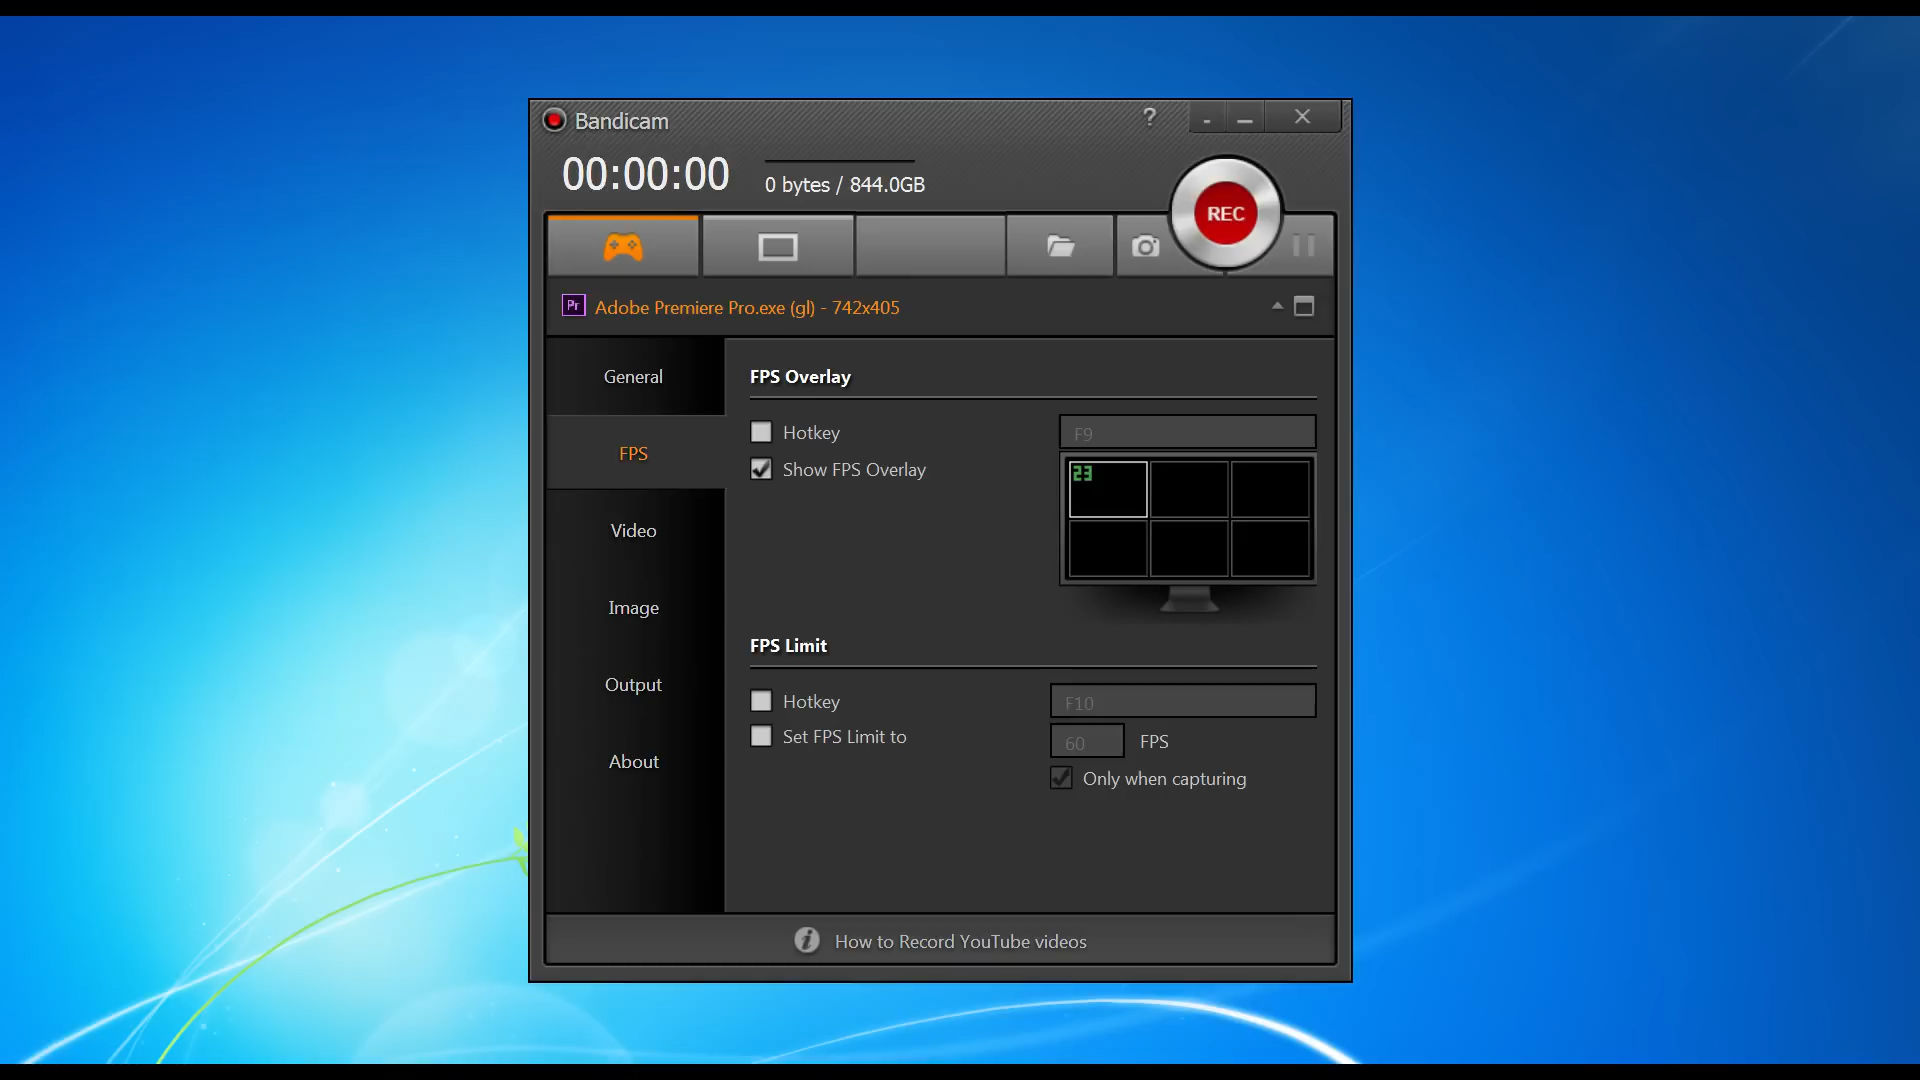 Bandicam
?
00:00:00
0 bytes / 844.0GB
REC
Pr Adobe Premiere Pro.exe (gl) - 742x405
General
FPS
Video
Image
Output
About
FPS Overlay
Hotkey
F9
Show FPS Overlay
23
FPS Limit
Hotkey
F10
Set FPS Limit to
60 FPS
Only when capturing
How to Record YouTube videos